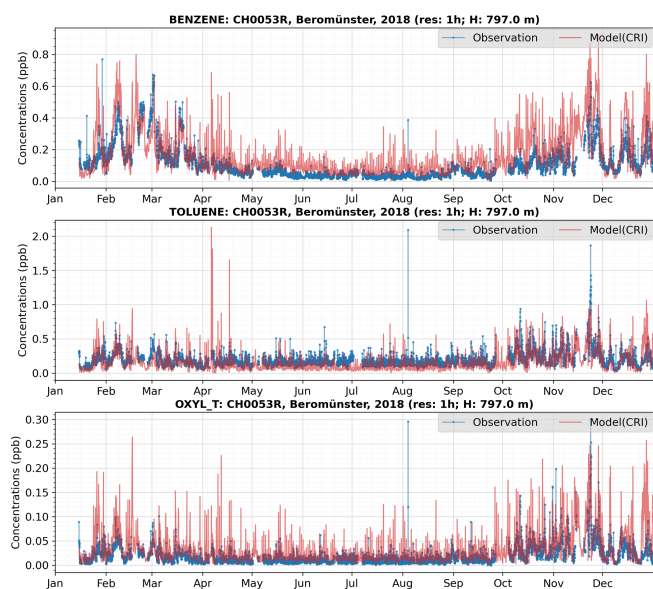 BENZENE: CH0053R, Beromünster, 2018 (res: 1h; H: 797.0 m)
Observation Model(CRI)
Concentrations (ppb)
0.8
0.6
0.4
0.2
0.0
Jan Feb Mar Apr May Jun Jul Aug Sep Oct Nov Dec
TOLUENE: CH0053R, Beromünster, 2018 (res: 1h; H: 797.0 m)
Observation Model(CRI)
Concentrations (ppb)
2.0
1.5
1.0
0.5
0.0
Jan Feb Mar Apr May Jun Jul Aug Sep Oct Nov Dec
OXYL_T: CH0053R, Beromünster, 2018 (res: 1h; H: 797.0 m)
Observation Model(CRI)
Concentrations (ppb)
0.30
0.25
0.20
0.15
0.10
0.05
0.00
Jan Feb Mar Apr May Jun Jul Aug Sep Oct Nov Dec